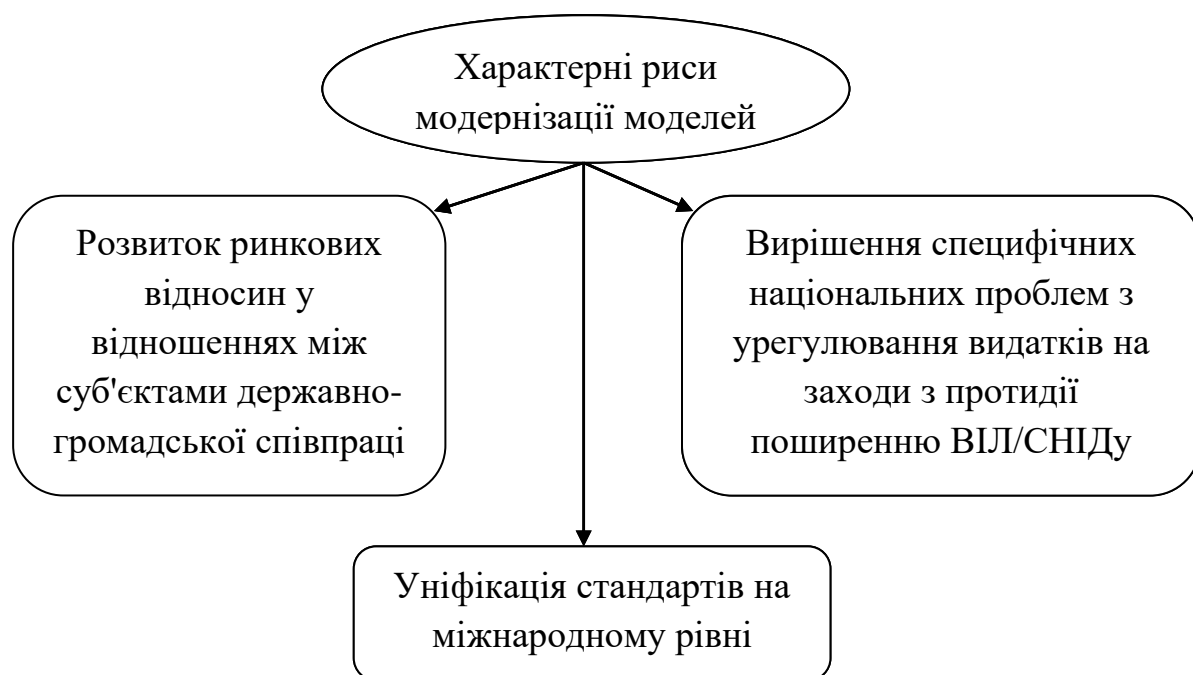 Характерні риси
модернізації моделей
Розвиток ринкових
відносин у
відношеннях між
суб'єктами державно-
громадської співпраці
Вирішення специфічних
національних проблем з
урегулювання видатків на
заходи з протидії
поширенню ВІЛ/СНІДу
Уніфікація стандартів на
міжнародному рівні